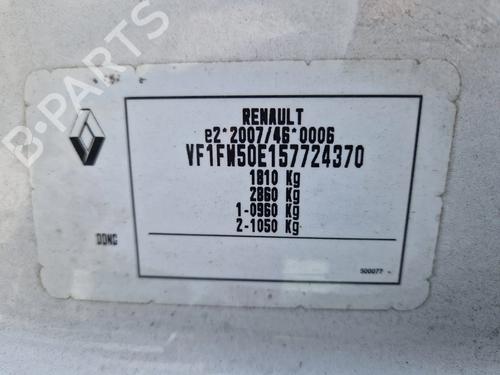 B-PARTS
RENAULT
e2*2007/46*0006
VF1FW50E157724370
1810 Kg
2860 Kg
1-0960 Kg
2-1050 Kg
DDNG
500077